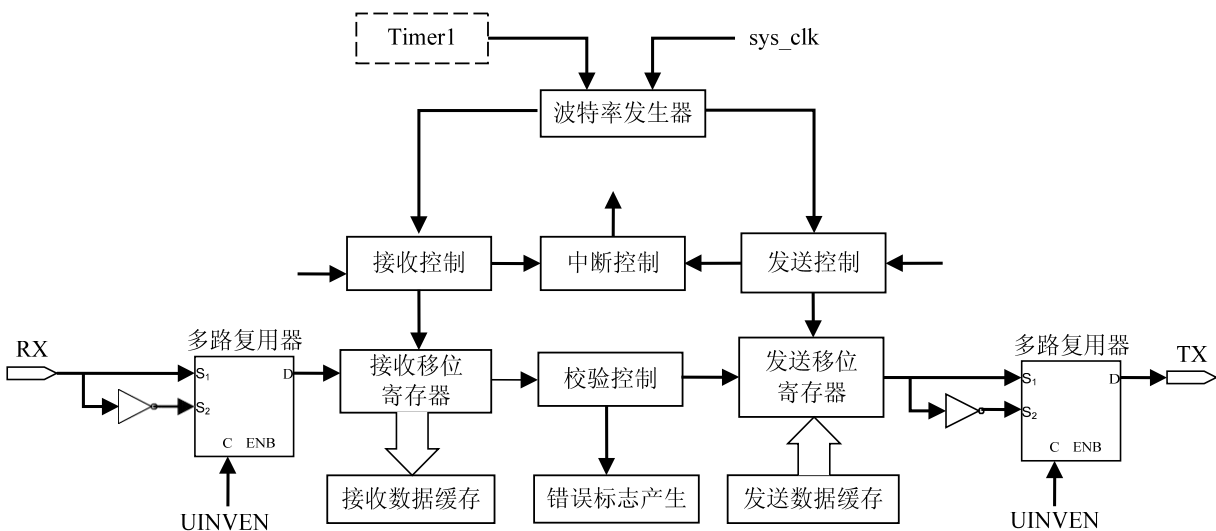 Timer1
sys_clk
波特率发生器
接收控制
中断控制
发送控制
RX
多路复用器
S1
D
S2
C ENB
UINVEN
接收移位
寄存器
校验控制
发送移位
寄存器
多路复用器
TX
S1
D
S2
C ENB
UINVEN
接收数据缓存
错误标志产生
发送数据缓存